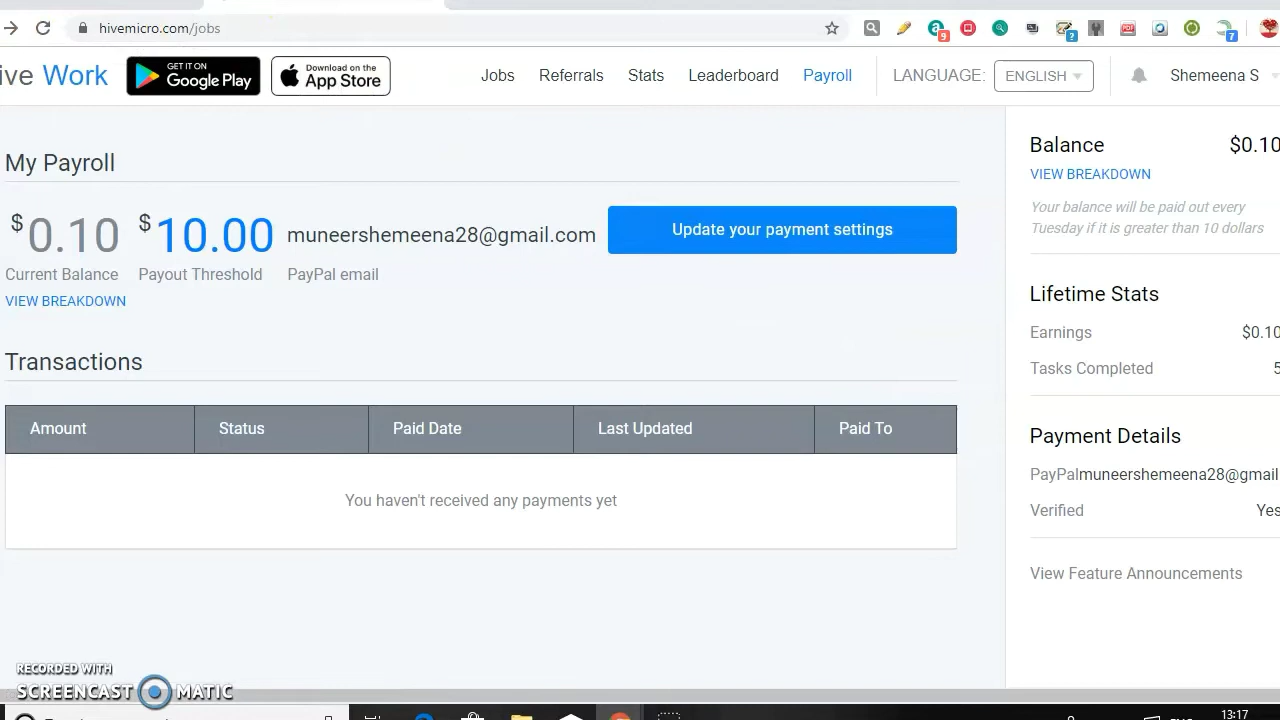 hivemicro.com/jobs
9
?
PDF
7
ive Work
GET IT ON
Google Play
Download on the
App Store
Jobs
Referrals
Stats
Leaderboard
Payroll
LANGUAGE:
ENGLISH
Shemeena S
My Payroll
$0.10
$10.00
muneershemeena28@gmail.com
Update your payment settings
Current Balance
Payout Threshold
PayPal email
VIEW BREAKDOWN
Transactions
Amount
Status
Paid Date
Last Updated
Paid To
You haven't received any payments yet
Balance $0.10
VIEW BREAKDOWN
Your balance will be paid out every
Tuesday if it is greater than 10 dollars
Lifetime Stats
Earnings $0.10
Tasks Completed 5
Payment Details
PayPalmuneershemeena28@gmail
Verified Yes
View Feature Announcements
RECORDED WITH
SCREENCAST MATIC
13:17